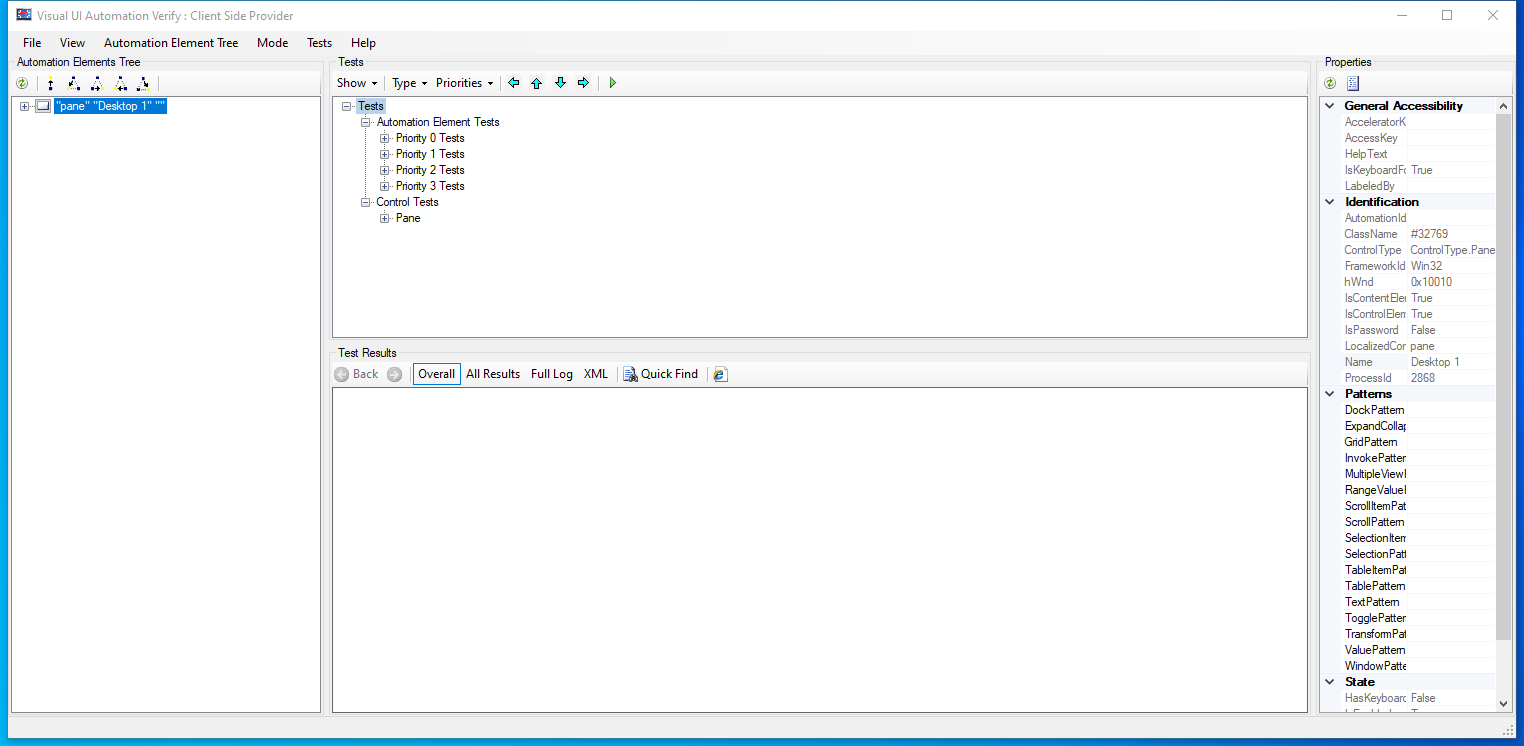 Visual UI Automation Verify : Client Side Provider
File View Automation Element Tree Mode Tests Help
Automation Elements Tree
"pane" "Desktop 1" ""
Tests
Show Type Priorities
Tests
Automation Element Tests
Priority 0 Tests
Priority 1 Tests
Priority 2 Tests
Priority 3 Tests
Control Tests
Pane
Test Results
Back Overall All Results Full Log XML Quick Find
Properties
General Accessibility
AcceleratorK
AccessKey
HelpText
IsKeyboardFo True
LabeledBy
Identification
AutomationId
ClassName #32769
ControlType ControlType.Pane
FrameworkId Win32
hWnd 0x10010
IsContentEler True
IsControlElem True
IsPassword False
LocalizedCor pane
Name Desktop 1
ProcessId 2868
Patterns
DockPattern
ExpandCollap
GridPattern
InvokePatter
MultipleViewP
RangeValueP
ScrollItemPat
ScrollPattern
SelectionItem
SelectionPatt
TableItemPat
TablePattern
TextPattern
TogglePatter
TransformPat
ValuePattern
WindowPatte
State
HasKeyboard False